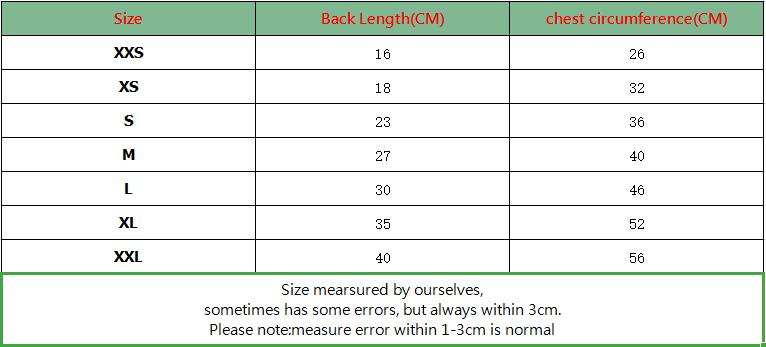 Size Back Length(CM) chest circumference(CM)
XXS 16 26
XS 18 32
S 23 36
M 27 40
L 30 46
XL 35 52
XXL 40 56
Size mearsured by ourselves,
sometimes has some errors, but always within 3cm.
Please note:measure error within 1-3cm is normal